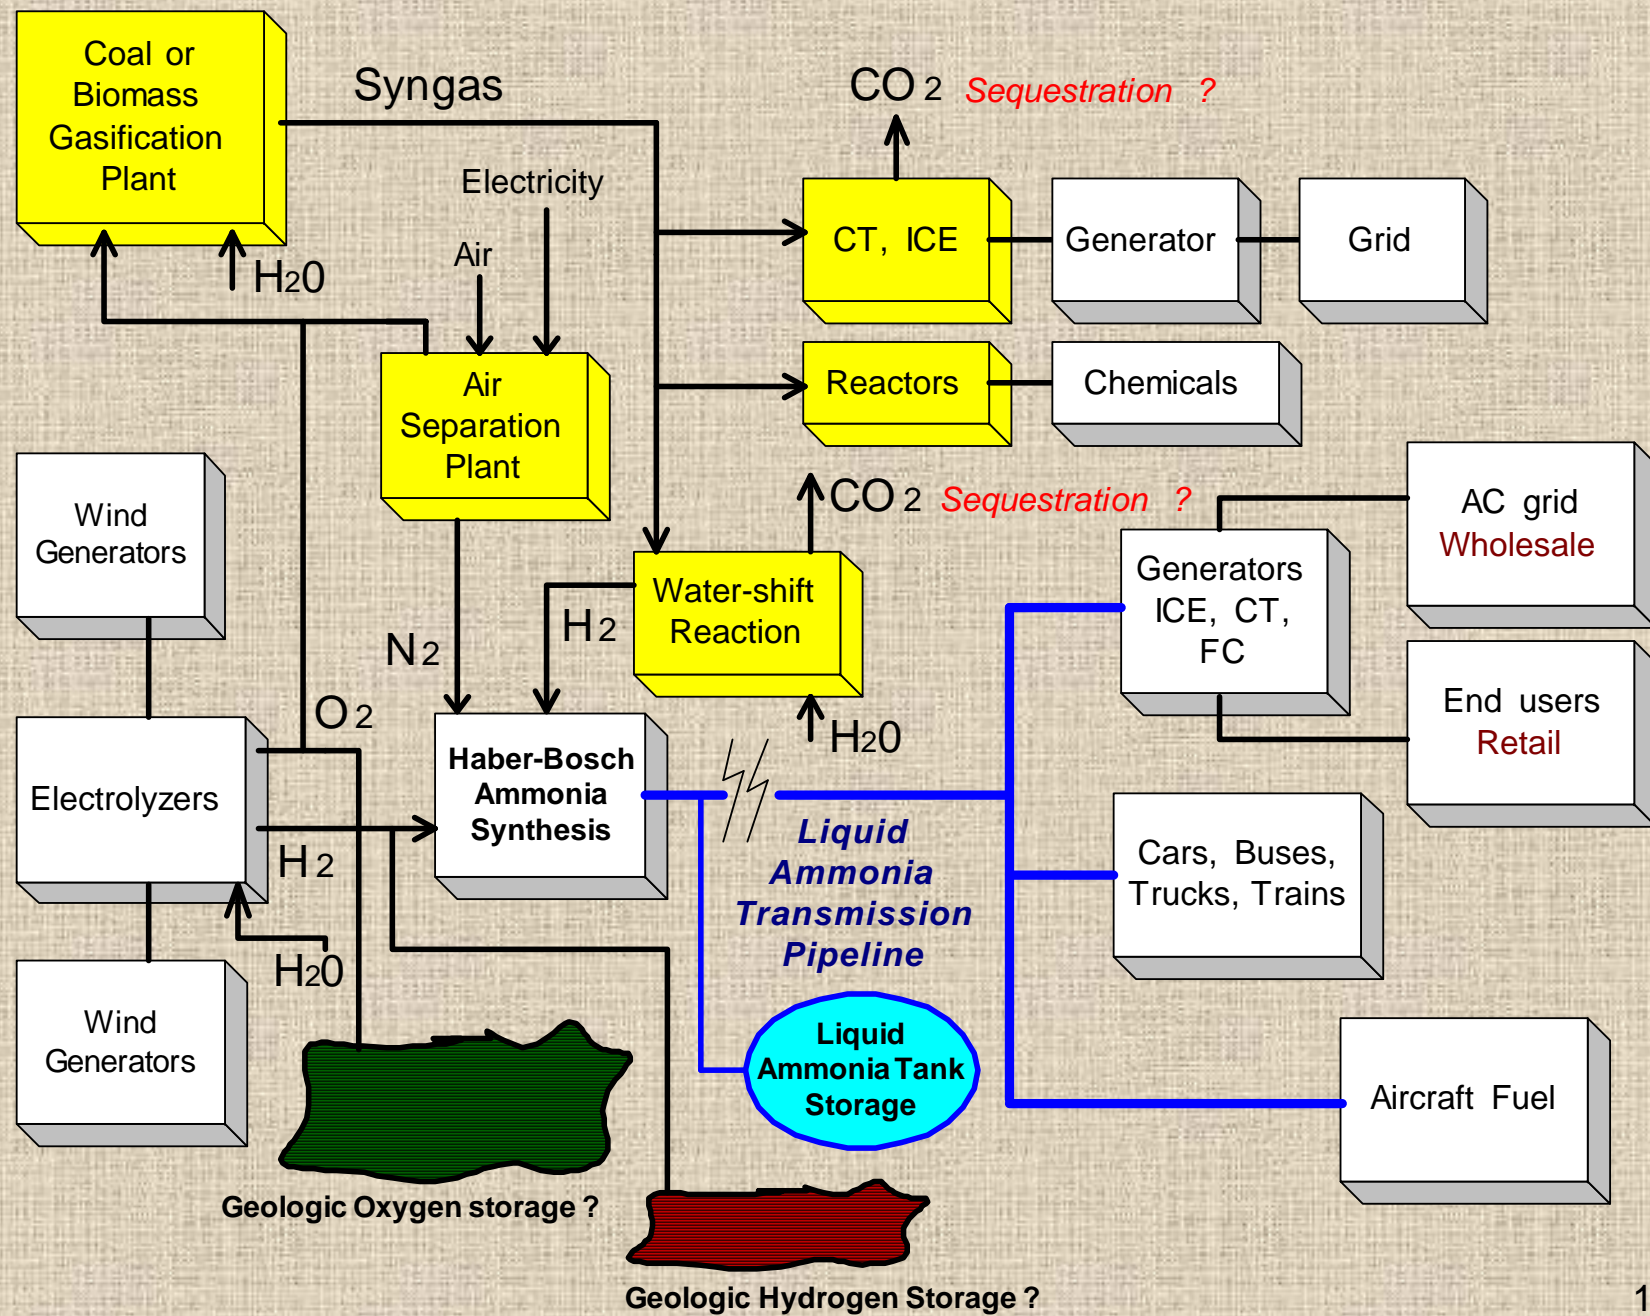 Coal or
Biomass
Gasification
Plant
Syngas
CO2 Sequestration ?
Electricity
Air
H20
CT, ICE
Generator
Grid
Air
Separation
Plant
Reactors
Chemicals
Wind
Generators
CO2 Sequestration ?
AC grid
Wholesale
Water-shift
Reaction
Generators
ICE, CT,
FC
N2
H2
H20
End users
Retail
O2
Electrolyzers
H2
H20
Haber-Bosch
Ammonia
Synthesis
Liquid
Ammonia
Transmission
Pipeline
Cars, Buses,
Trucks, Trains
Wind
Generators
Liquid
Ammonia Tank
Storage
Aircraft Fuel
Geologic Oxygen storage ?
Geologic Hydrogen Storage ?
1